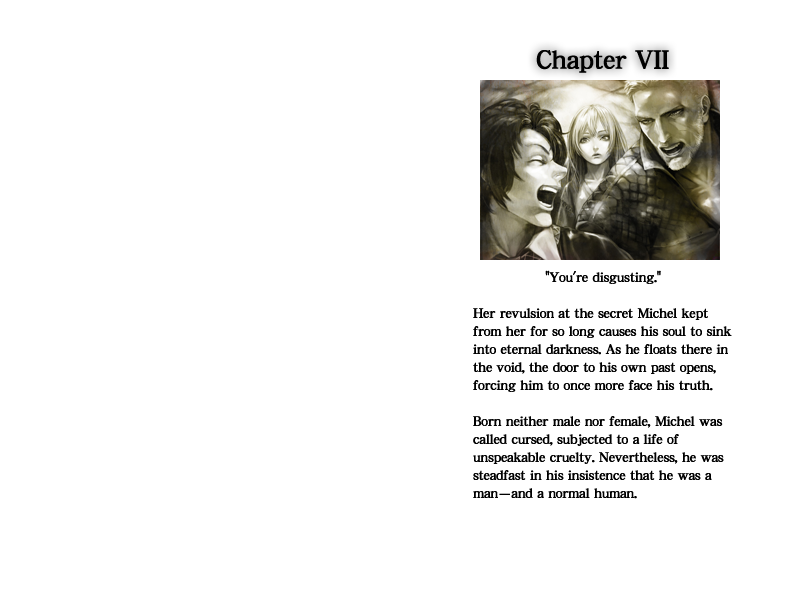 Chapter VII
"You're disgusting."
Her revulsion at the secret Michel kept
from her for so long causes his soul to sink
into eternal darkness. As he floats there in
the void, the door to his own past opens,
forcing him to once more face his truth.
Born neither male nor female, Michel was
called cursed, subjected to a life of
unspeakable cruelty. Nevertheless, he was
steadfast in his insistence that he was a
man—and a normal human.